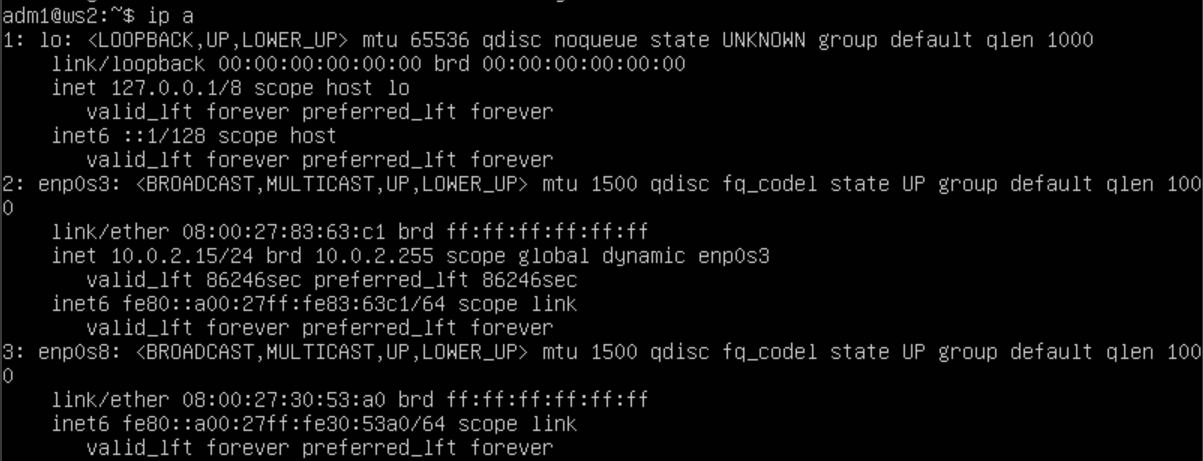 adm1@ws2:~$ ip a
1: lo: <LOOPBACK,UP,LOWER_UP> mtu 65536 qdisc noqueue state UNKNOWN group default qlen 1000
    link/loopback 00:00:00:00:00:00 brd 00:00:00:00:00:00
    inet 127.0.0.1/8 scope host lo
       valid_lft forever preferred_lft forever
    inet6 ::1/128 scope host
       valid_lft forever preferred_lft forever
2: enp0s3: <BROADCAST,MULTICAST,UP,LOWER_UP> mtu 1500 qdisc fq_codel state UP group default qlen 100
0
    link/ether 08:00:27:83:63:c1 brd ff:ff:ff:ff:ff:ff
    inet 10.0.2.15/24 brd 10.0.2.255 scope global dynamic enp0s3
       valid_lft 86246sec preferred_lft 86246sec
    inet6 fe80::a00:27ff:fe83:63c1/64 scope link
       valid_lft forever preferred_lft forever
3: enp0s8: <BROADCAST,MULTICAST,UP,LOWER_UP> mtu 1500 qdisc fq_codel state UP group default qlen 100
0
    link/ether 08:00:27:30:53:a0 brd ff:ff:ff:ff:ff:ff
    inet6 fe80::a00:27ff:fe30:53a0/64 scope link
       valid_lft forever preferred_lft forever